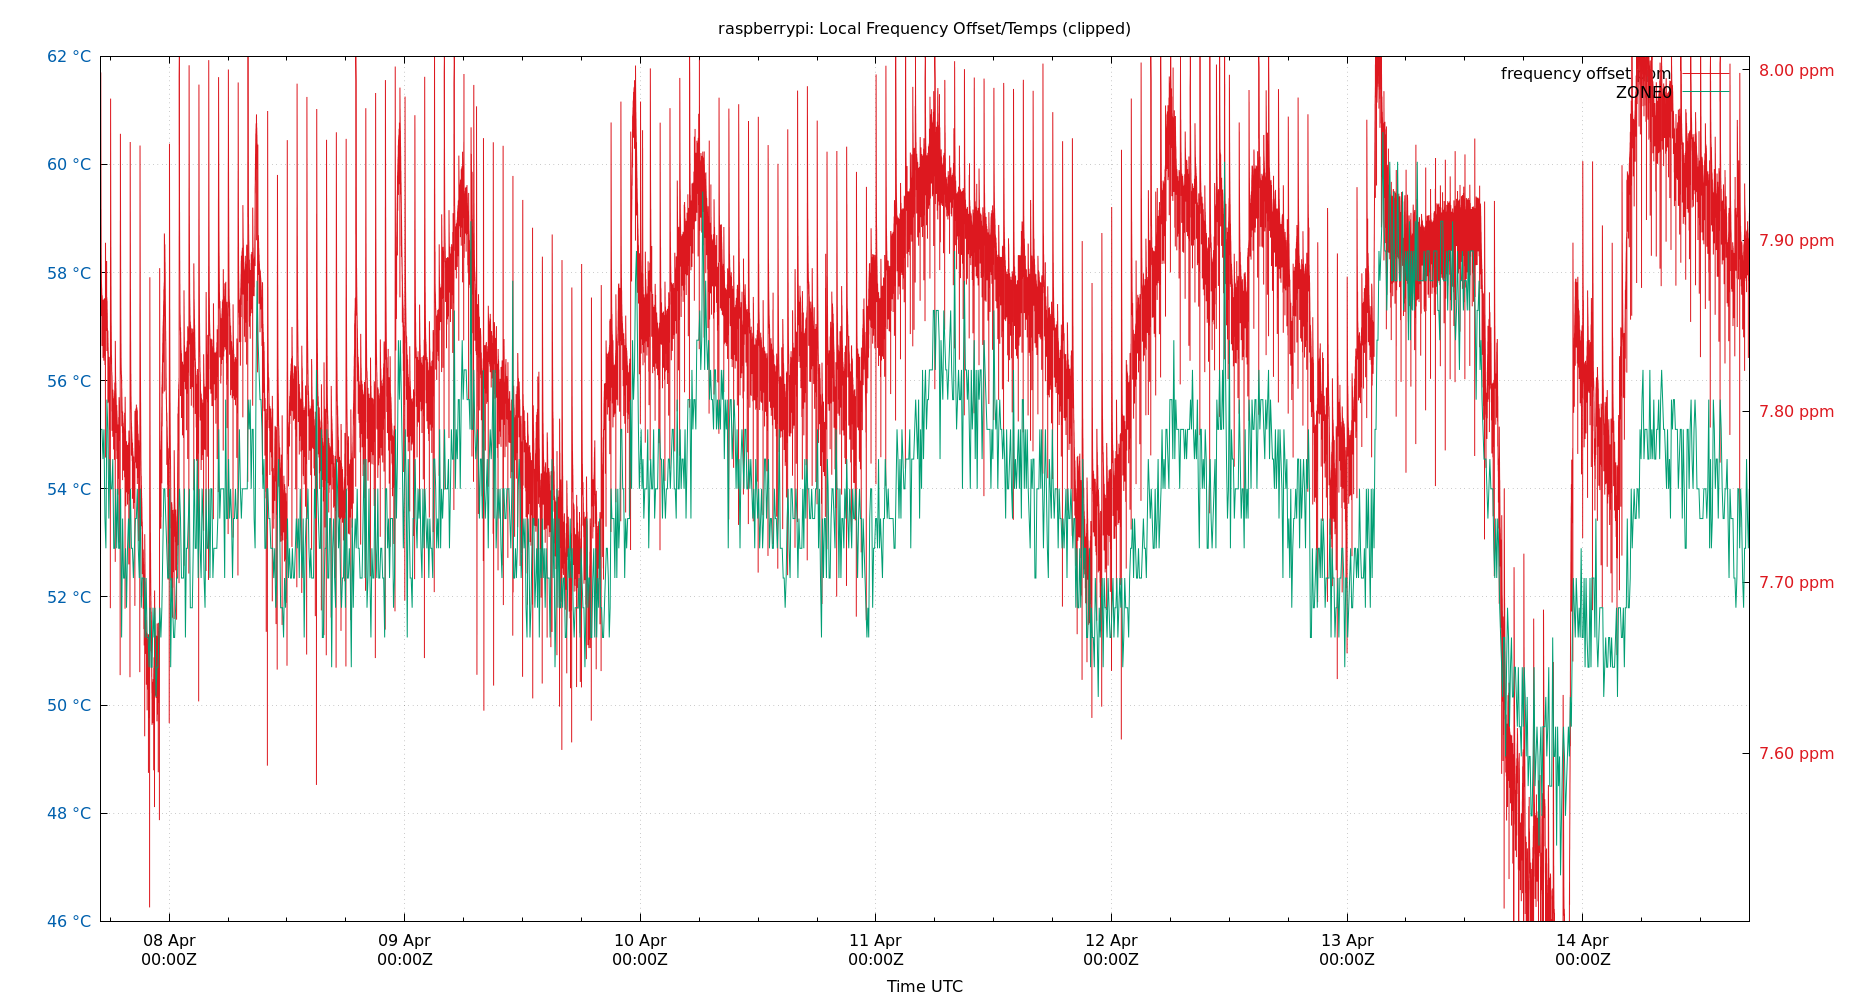 raspberrypi: Local Frequency Offset/Temps (clipped)
62 °C
60 °C
58 °C
56 °C
54 °C
52 °C
50 °C
48 °C
46 °C
frequency offset ppm
ZONE0
8.00 ppm
7.90 ppm
7.80 ppm
7.70 ppm
7.60 ppm
08 Apr
00:00Z
09 Apr
00:00Z
10 Apr
00:00Z
11 Apr
00:00Z
12 Apr
00:00Z
13 Apr
00:00Z
14 Apr
00:00Z
Time UTC